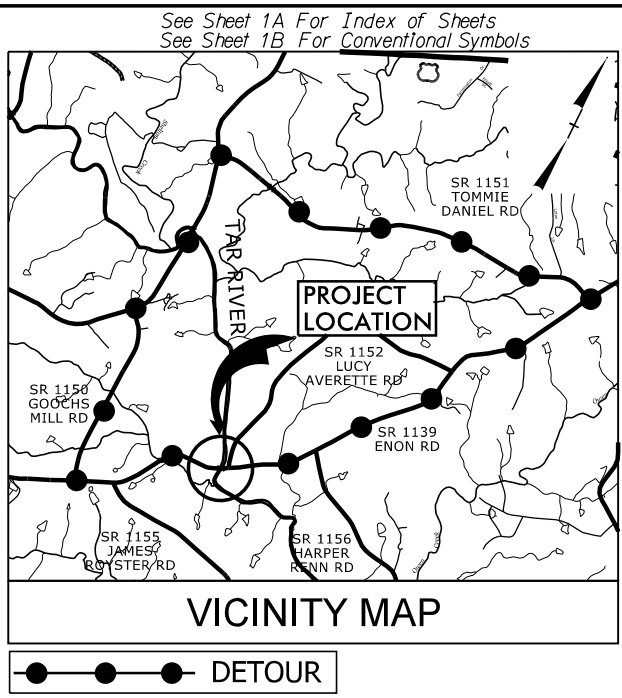 See Sheet 1A For Index of Sheets
See Sheet 1B For Conventional Symbols
SR 1151
TOMMIE
DANIEL RD
TAR RIVER
PROJECT
LOCATION
SR 1152
LUCY
AVERETTE RD
SR 1150
GOOCHS
MILL RD
SR 1139
ENON RD
SR 1155
JAMES
ROYSTER RD
SR 1156
HARPER
RENN RD
VICINITY MAP
DETOUR